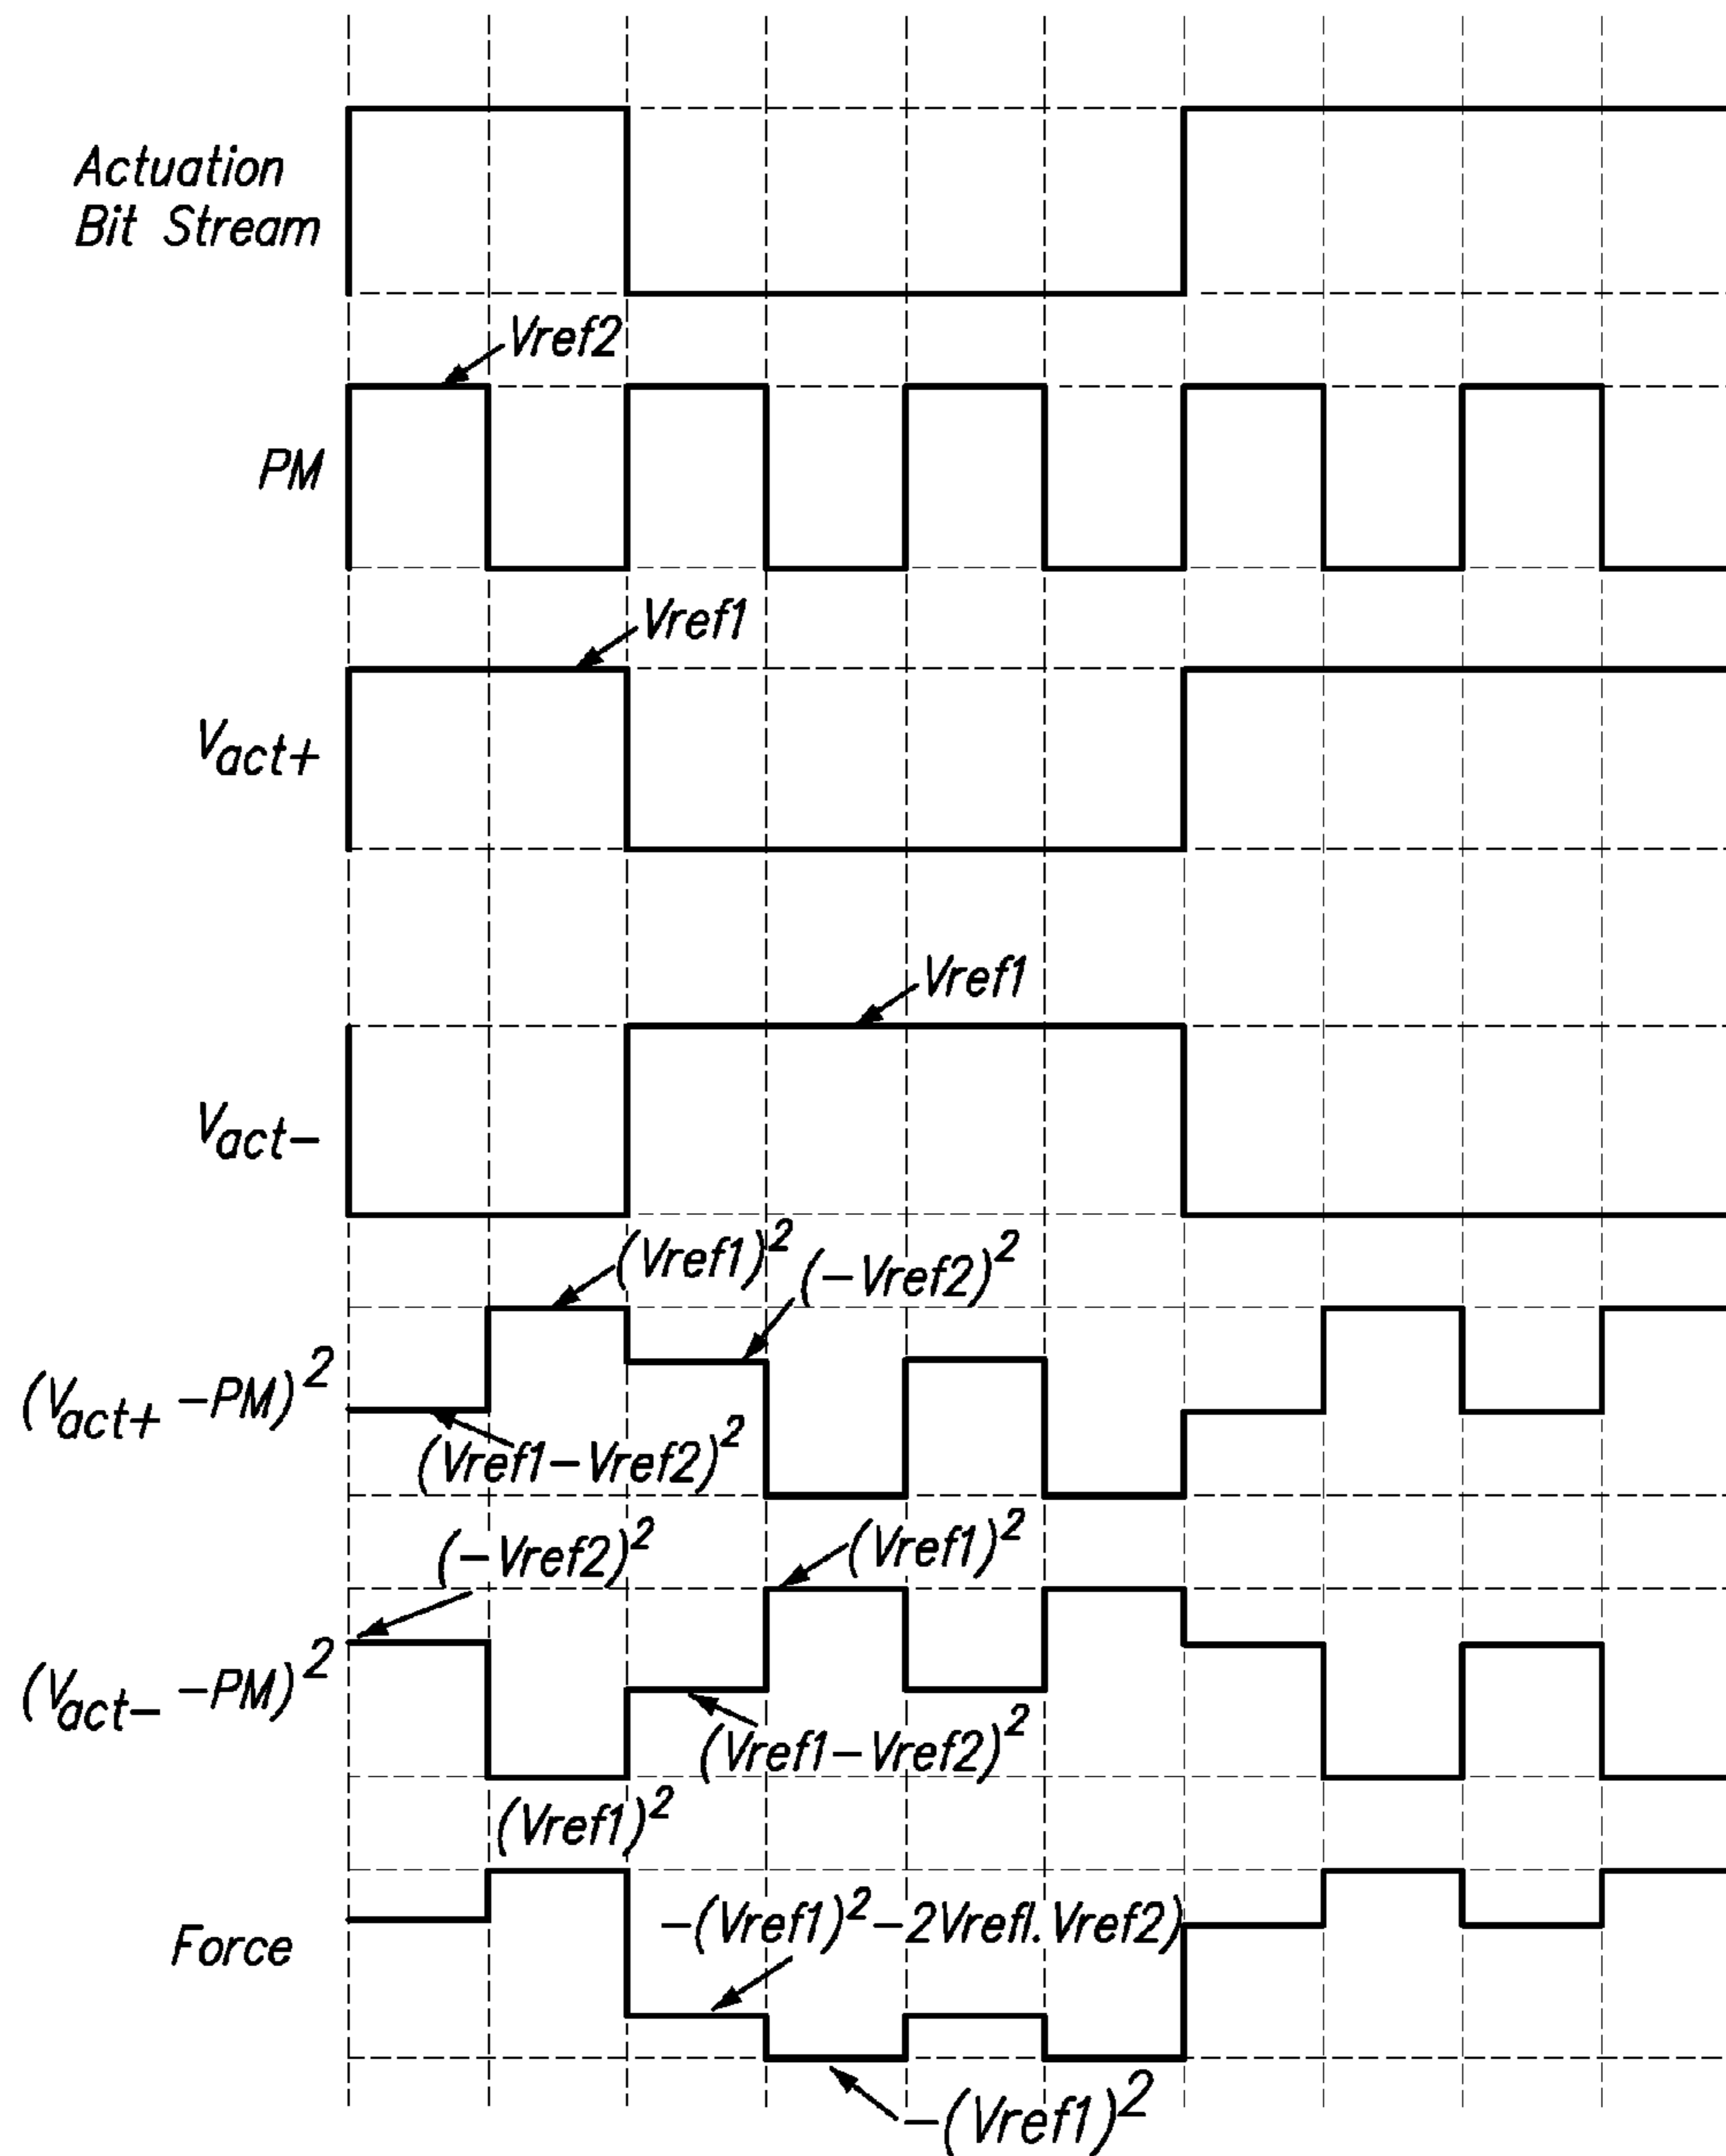 Actuation
Bit Stream
Vref2
PM
Vref1
Vact+
Vref1
Vact-
(Vref1)²
(-Vref2)²
(Vact+ -PM)²
(Vref1-Vref2)²
(-Vref2)²
(Vref1)²
(Vact- -PM)²
(Vref1-Vref2)²
(Vref1)²
-(Vref1)²-2Vrefl.Vref2)
Force
-(Vref1)²